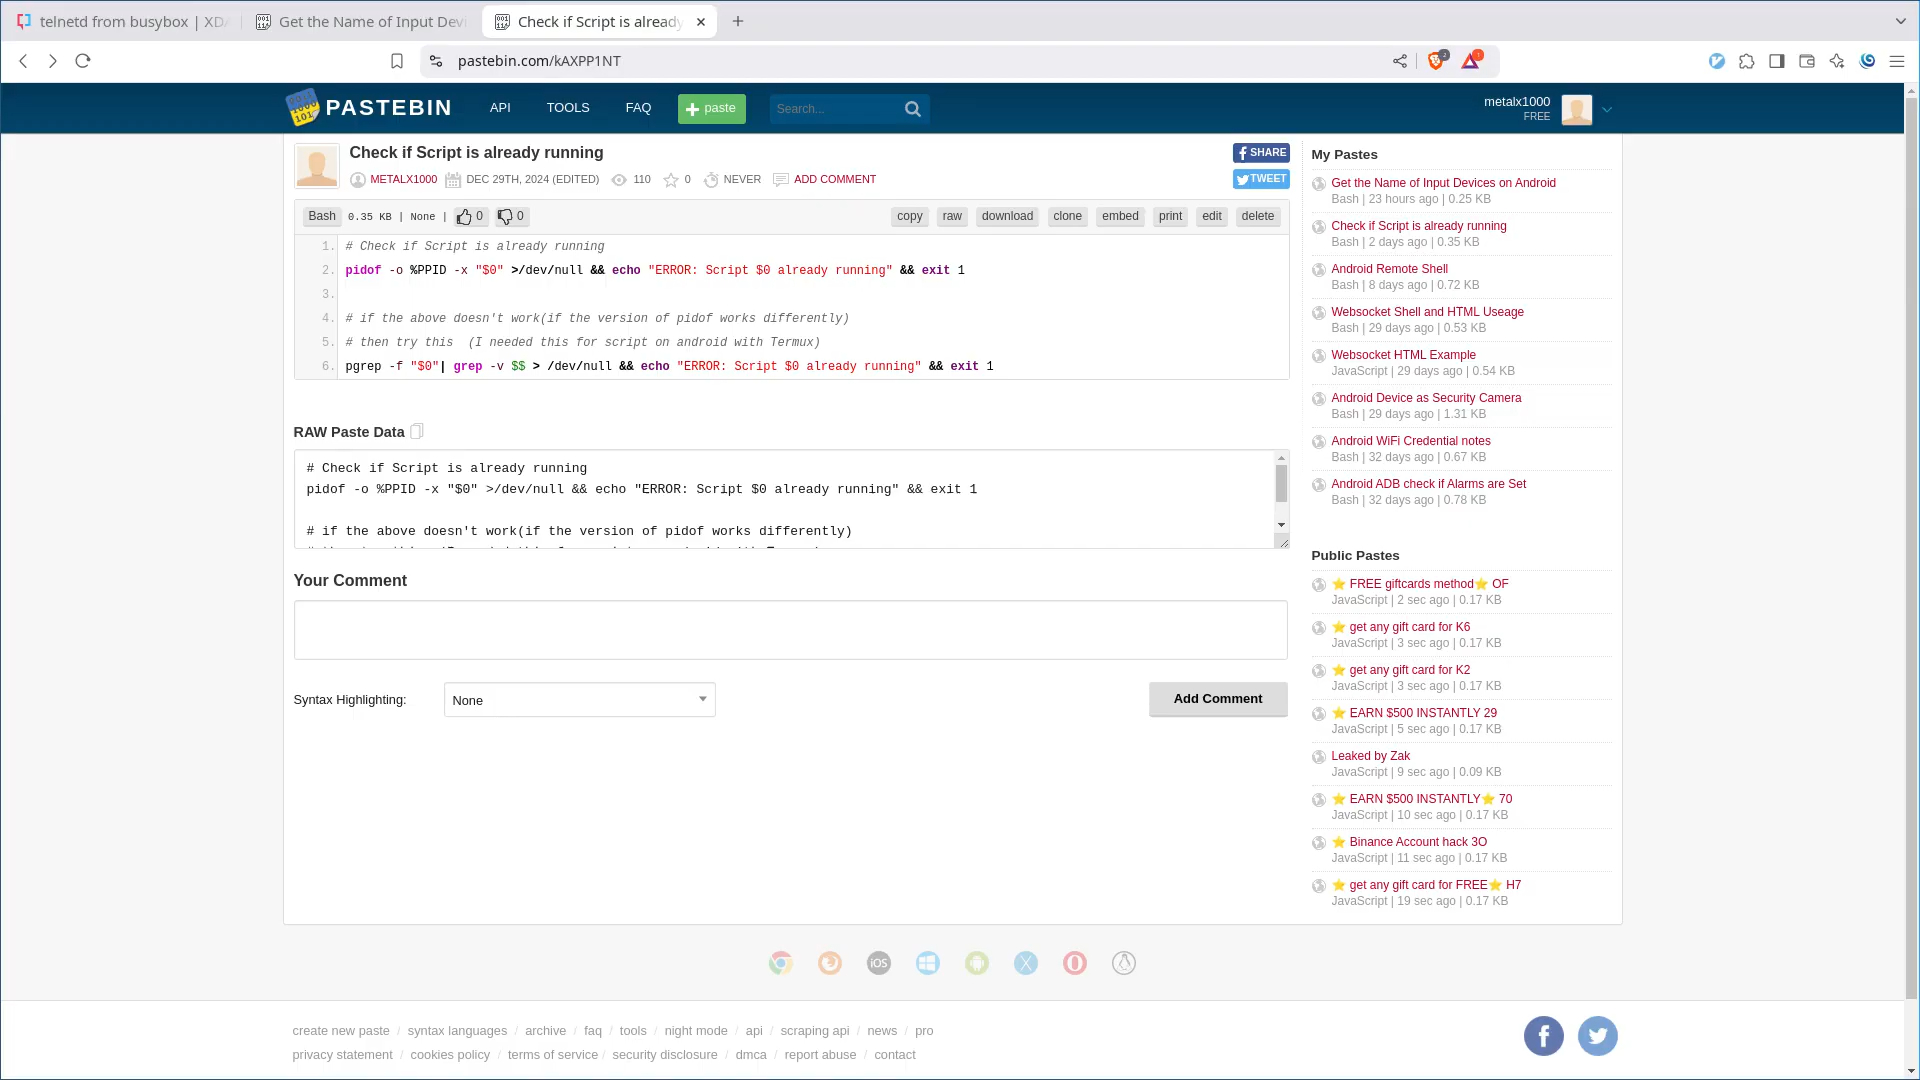 telnetd from busybox | XD
Get the Name of Input Devi
Check if Script is already
pastebin.com/kAXPP1NT
2
1
PASTEBIN
API
TOOLS
FAQ
paste
Search...
metalx1000
FREE
Check if Script is already running
METALX1000
DEC 29TH, 2024 (EDITED)
110
0
NEVER
ADD COMMENT
SHARE
TWEET
Bash 0.35 KB | None | 0 0
copy raw download clone embed print edit delete
1. # Check if Script is already running
2. pidof -o %PPID -x "$0" >/dev/null && echo "ERROR: Script $0 already running" && exit 1
3.
4. # if the above doesn't work(if the version of pidof works differently)
5. # then try this  (I needed this for script on android with Termux)
6. pgrep -f "$0"| grep -v $$ > /dev/null && echo "ERROR: Script $0 already running" && exit 1
RAW Paste Data
# Check if Script is already running
pidof -o %PPID -x "$0" >/dev/null && echo "ERROR: Script $0 already running" && exit 1
# if the above doesn't work(if the version of pidof works differently)
Your Comment
Syntax Highlighting:
None
Add Comment
My Pastes
Get the Name of Input Devices on Android
Bash | 23 hours ago | 0.25 KB
Check if Script is already running
Bash | 2 days ago | 0.35 KB
Android Remote Shell
Bash | 8 days ago | 0.72 KB
Websocket Shell and HTML Useage
Bash | 29 days ago | 0.53 KB
Websocket HTML Example
JavaScript | 29 days ago | 0.54 KB
Android Device as Security Camera
Bash | 29 days ago | 1.31 KB
Android WiFi Credential notes
Bash | 32 days ago | 0.67 KB
Android ADB check if Alarms are Set
Bash | 32 days ago | 0.78 KB
Public Pastes
⭐ FREE giftcards method⭐ OF
JavaScript | 2 sec ago | 0.17 KB
⭐ get any gift card for K6
JavaScript | 3 sec ago | 0.17 KB
⭐ get any gift card for K2
JavaScript | 3 sec ago | 0.17 KB
⭐ EARN $500 INSTANTLY 29
JavaScript | 5 sec ago | 0.17 KB
Leaked by Zak
JavaScript | 9 sec ago | 0.09 KB
⭐ EARN $500 INSTANTLY⭐ 70
JavaScript | 10 sec ago | 0.17 KB
⭐ Binance Account hack 3O
JavaScript | 11 sec ago | 0.17 KB
⭐ get any gift card for FREE⭐ H7
JavaScript | 19 sec ago | 0.17 KB
iOS
create new paste / syntax languages / archive / faq / tools / night mode / api / scraping api / news / pro
privacy statement / cookies policy / terms of service / security disclosure / dmca / report abuse / contact